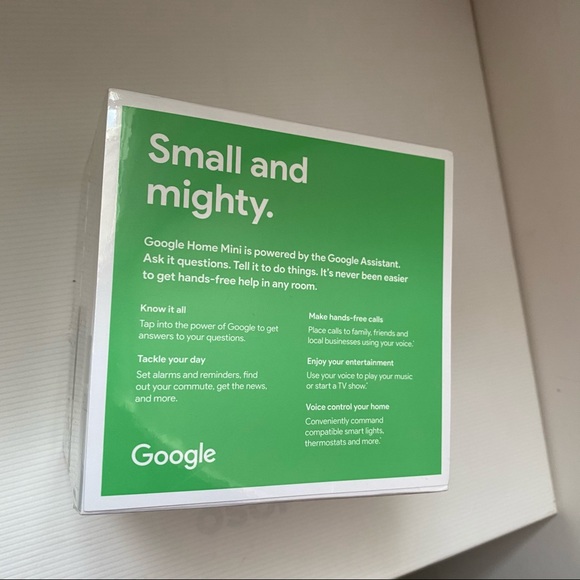 Small and
mighty.
Google Home Mini is powered by the Google Assistant.
Ask it questions. Tell it to do things. It's never been easier
to get hands-free help in any room.
Know it all
Tap into the power of Google to get
answers to your questions.
Tackle your day
Set alarms and reminders, find
out your commute, get the news,
and more.
Make hands-free calls
Place calls to family, friends and
local businesses using your voice.*
Enjoy your entertainment
Use your voice to play your music
or start a TV show.*
Voice control your home
Conveniently command
compatible smart lights,
thermostats and more.*
Google